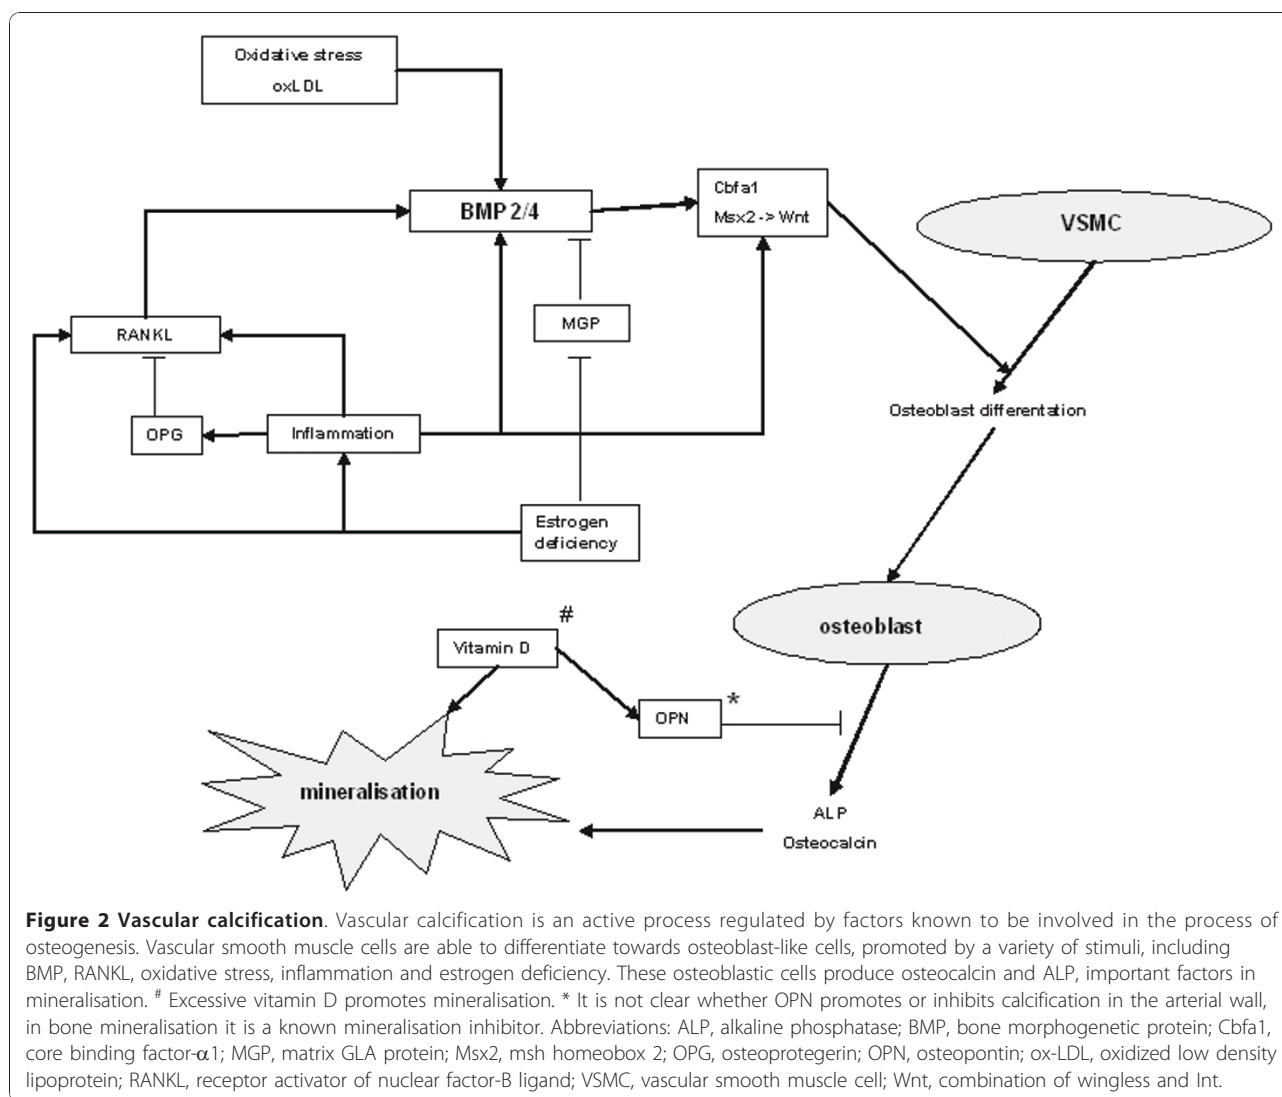 Oxidative stress
oxLDL
BMP 2/4
Cbfa1
Msx2 -> Wnt
VSMC
RANKL
MGP
OPG
Inflammation
Osteoblast differentation
Estrogen
deficiency
#
Vitamin D
osteoblast
OPN
*
mineralisation
ALP
Osteocalcin
Figure 2 Vascular calcification. Vascular calcification is an active process regulated by factors known to be involved in the process of
osteogenesis. Vascular smooth muscle cells are able to differentiate towards osteoblast-like cells, promoted by a variety of stimuli, including
BMP, RANKL, oxidative stress, inflammation and estrogen deficiency. These osteoblastic cells produce osteocalcin and ALP, important factors in
mineralisation. # Excessive vitamin D promotes mineralisation. * It is not clear whether OPN promotes or inhibits calcification in the arterial wall,
in bone mineralisation it is a known mineralisation inhibitor. Abbreviations: ALP, alkaline phosphatase; BMP, bone morphogenetic protein; Cbfa1,
core binding factor-α1; MGP, matrix GLA protein; Msx2, msh homeobox 2; OPG, osteoprotegerin; OPN, osteopontin; ox-LDL, oxidized low density
lipoprotein; RANKL, receptor activator of nuclear factor-B ligand; VSMC, vascular smooth muscle cell; Wnt, combination of wingless and Int.